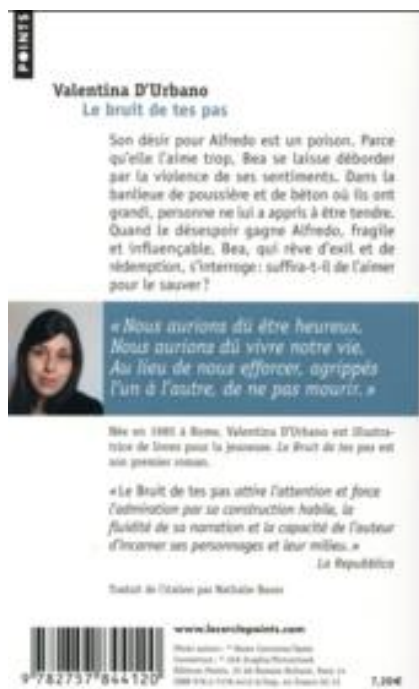 POINTS
Valentina D'Urbano
Le bruit de tes pas
Son désir pour Alfredo est un poison. Parce
qu'elle l'aime trop, Bea se laisse déborder
par la violence de ses sentiments. Dans la
banlieue de poussière et de béton où ils ont
grandi, personne ne lui a appris à être tendre.
Quand le désespoir gagne Alfredo, fragile
et influençable, Bea, qui rêve d'exil et de
rédemption, s'interroge : suffira-t-il de l'aimer
pour le sauver ?
« Nous aurions dû être heureux.
Nous aurions dû vivre notre vie.
Au lieu de nous efforcer, agrippés
l'un à l'autre, de ne pas mourir. »
Née en 1985 à Rome, Valentina D'Urbano est illustra-
trice de livres pour la jeunesse. Le Bruit de tes pas est
son premier roman.
« Le Bruit de tes pas attire l'attention et force
l'admiration par sa construction habile, la
fluidité de sa narration et la capacité de l'auteur
d'incarner ses personnages et leur milieu. »
La Repubblica
Traduit de l'italien par Nathalie Bauer
www.lecerclepoints.com
9 782757 844120
7,20€